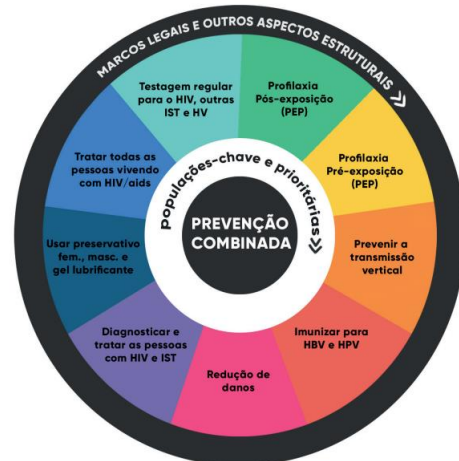 MARCOS LEGAIS E OUTROS ASPECTOS ESTRUTURAIS
Testagem regular
para o HIV, outras
IST e HV
Profilaxia
Pós-exposição
(PEP)
Profilaxia
Pré-exposição
(PEP)
Prevenir a
transmissão
vertical
Imunizar para
HBV e HPV
Redução de
danos
Diagnosticar e
tratar as pessoas
com HIV e IST
Usar preservativo
fem., masc. e
gel lubrificante
Tratar todas as
pessoas vivendo
com HIV/aids
populações-chave e prioritárias
PREVENÇÃO
COMBINADA